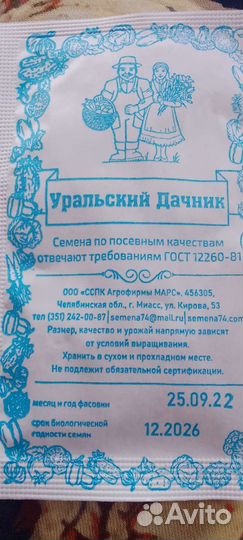 Уральский Дачник
Семена по посевным качествам
отвечают требованиям ГОСТ 12260-81
ООО «ССПК Агрофирмы МАРС», 456305,
Челябинская обл., г. Миасс, ул. Кирова, 53
тел (351) 242-00-87| semena74@mail.ru| semena74.com
Размер, качество и урожай напрямую зависят
от условий выращивания.
Хранить в сухом и прохладном месте.
Не подлежит обязательной сертификации.
месяц и год фасовки 25.09.22
срок биологической
годности семян 12.2026
Avito